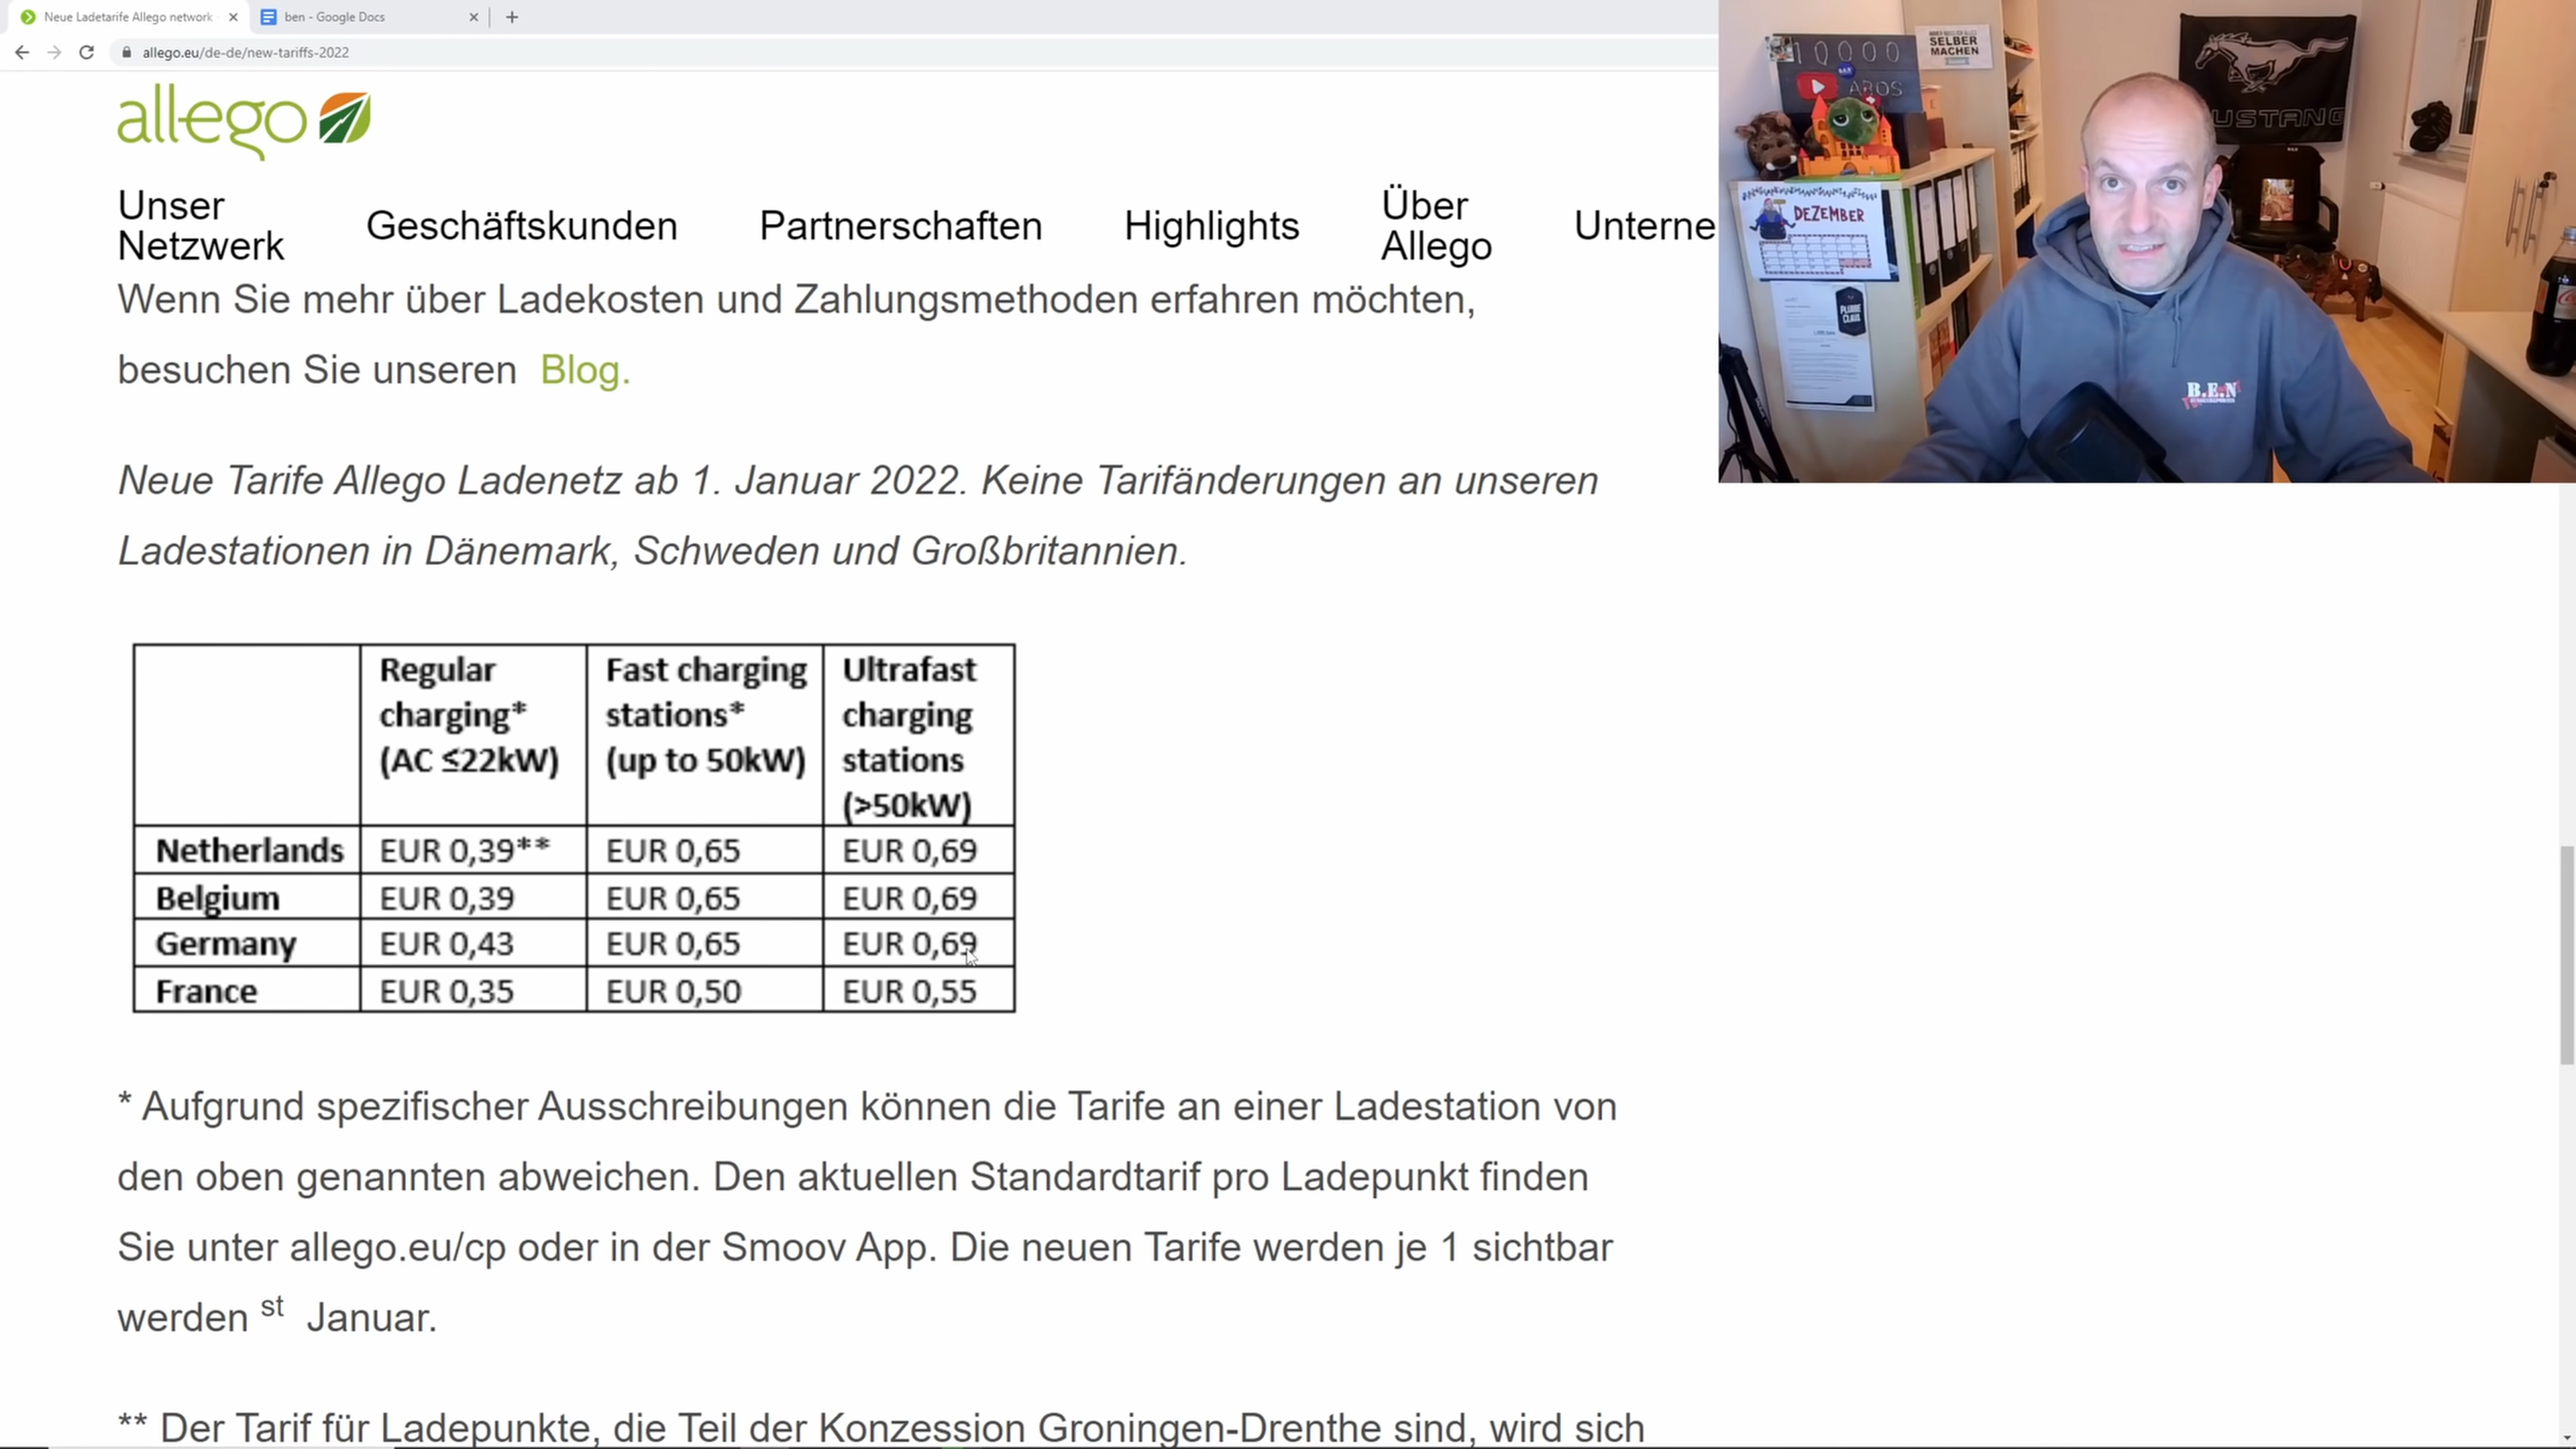 Neue Ladetarife Allego network
ben - Google Docs
allego.eu/de-de/new-tariffs-2022
allego
Unser Netzwerk
Geschäftskunden
Partnerschaften
Highlights
Über Allego
Unterne
Wenn Sie mehr über Ladekosten und Zahlungsmethoden erfahren möchten,
besuchen Sie unseren Blog.
Neue Tarife Allego Ladenetz ab 1. Januar 2022. Keine Tarifänderungen an unseren
Ladestationen in Dänemark, Schweden und Großbritannien.
Regular charging* (AC ≤22kW)
Fast charging stations* (up to 50kW)
Ultrafast charging stations (>50kW)
Netherlands EUR 0,39** EUR 0,65 EUR 0,69
Belgium EUR 0,39 EUR 0,65 EUR 0,69
Germany EUR 0,43 EUR 0,65 EUR 0,69
France EUR 0,35 EUR 0,50 EUR 0,55
* Aufgrund spezifischer Ausschreibungen können die Tarife an einer Ladestation von
den oben genannten abweichen. Den aktuellen Standardtarif pro Ladepunkt finden
Sie unter allego.eu/cp oder in der Smoov App. Die neuen Tarife werden je 1 sichtbar
werden st Januar.
** Der Tarif für Ladepunkte, die Teil der Konzession Groningen-Drenthe sind, wird sich
10000
SELBER
MACHEN
DEZEMBER
USTANG
B.E.N